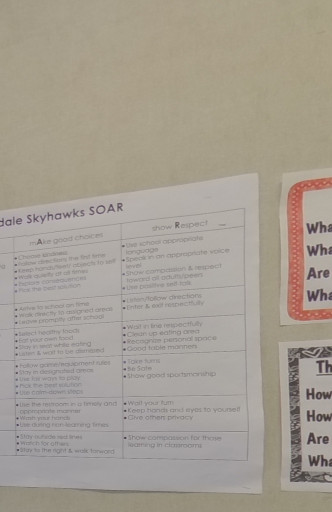 dale Skyhawks SOAR
mAke good choices
show Respect
Choose kindness
Follow directions the first time
Keep hands/feet/objects to self
Walk quietly at all times
Explore consequences
Pick the best solution
Use school appropriate
language
Speak in an appropriate voice
level
Show compassion & respect
toward all adults/peers
Use positive self talk
Arrive to school on time
Walk directly to assigned areas
Leave promptly after school
Listen/follow directions
Enter & exit respectfully
Select healthy foods
Eat your own food
Stay in seat while eating
Listen & wait to be dismissed
Wait in line respectfully
Clean up eating area
Recognize personal space
Good table manners
Follow game/equipment rules
Stay in designated areas
Use fair ways to play
Pick the best solution
Use calm-down steps
Take turns
Be Safe
Show good sportsmanship
Use the restroom in a timely and
appropriate manner
Wash your hands
Use during non-learning times
Wait your turn
Keep hands and eyes to yourself
Give others privacy
Stay outside red lines
Watch for others
Stay to the right & walk forward
Show compassion for those
learning in classrooms
Wha
Wha
Are
Wha
Th
How
How
Are
Wha